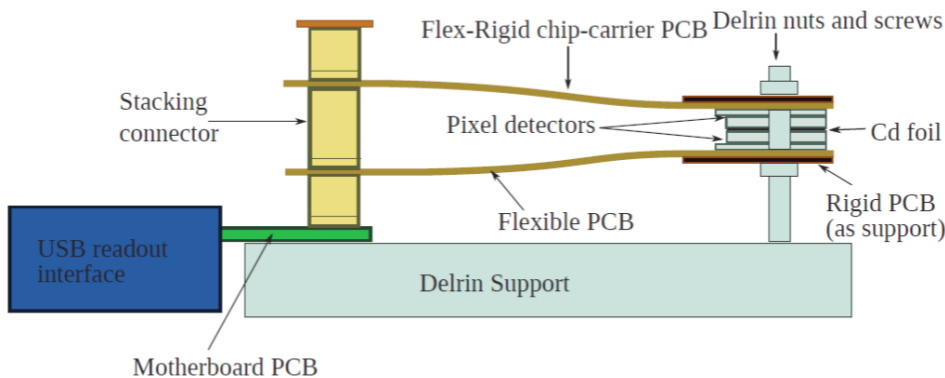 Delrin nuts and screws
Flex-Rigid chip-carrier PCB
Stacking
connector
Pixel detectors
Cd foil
Rigid PCB
(as support)
Flexible PCB
USB readout
interface
Delrin Support
Motherboard PCB